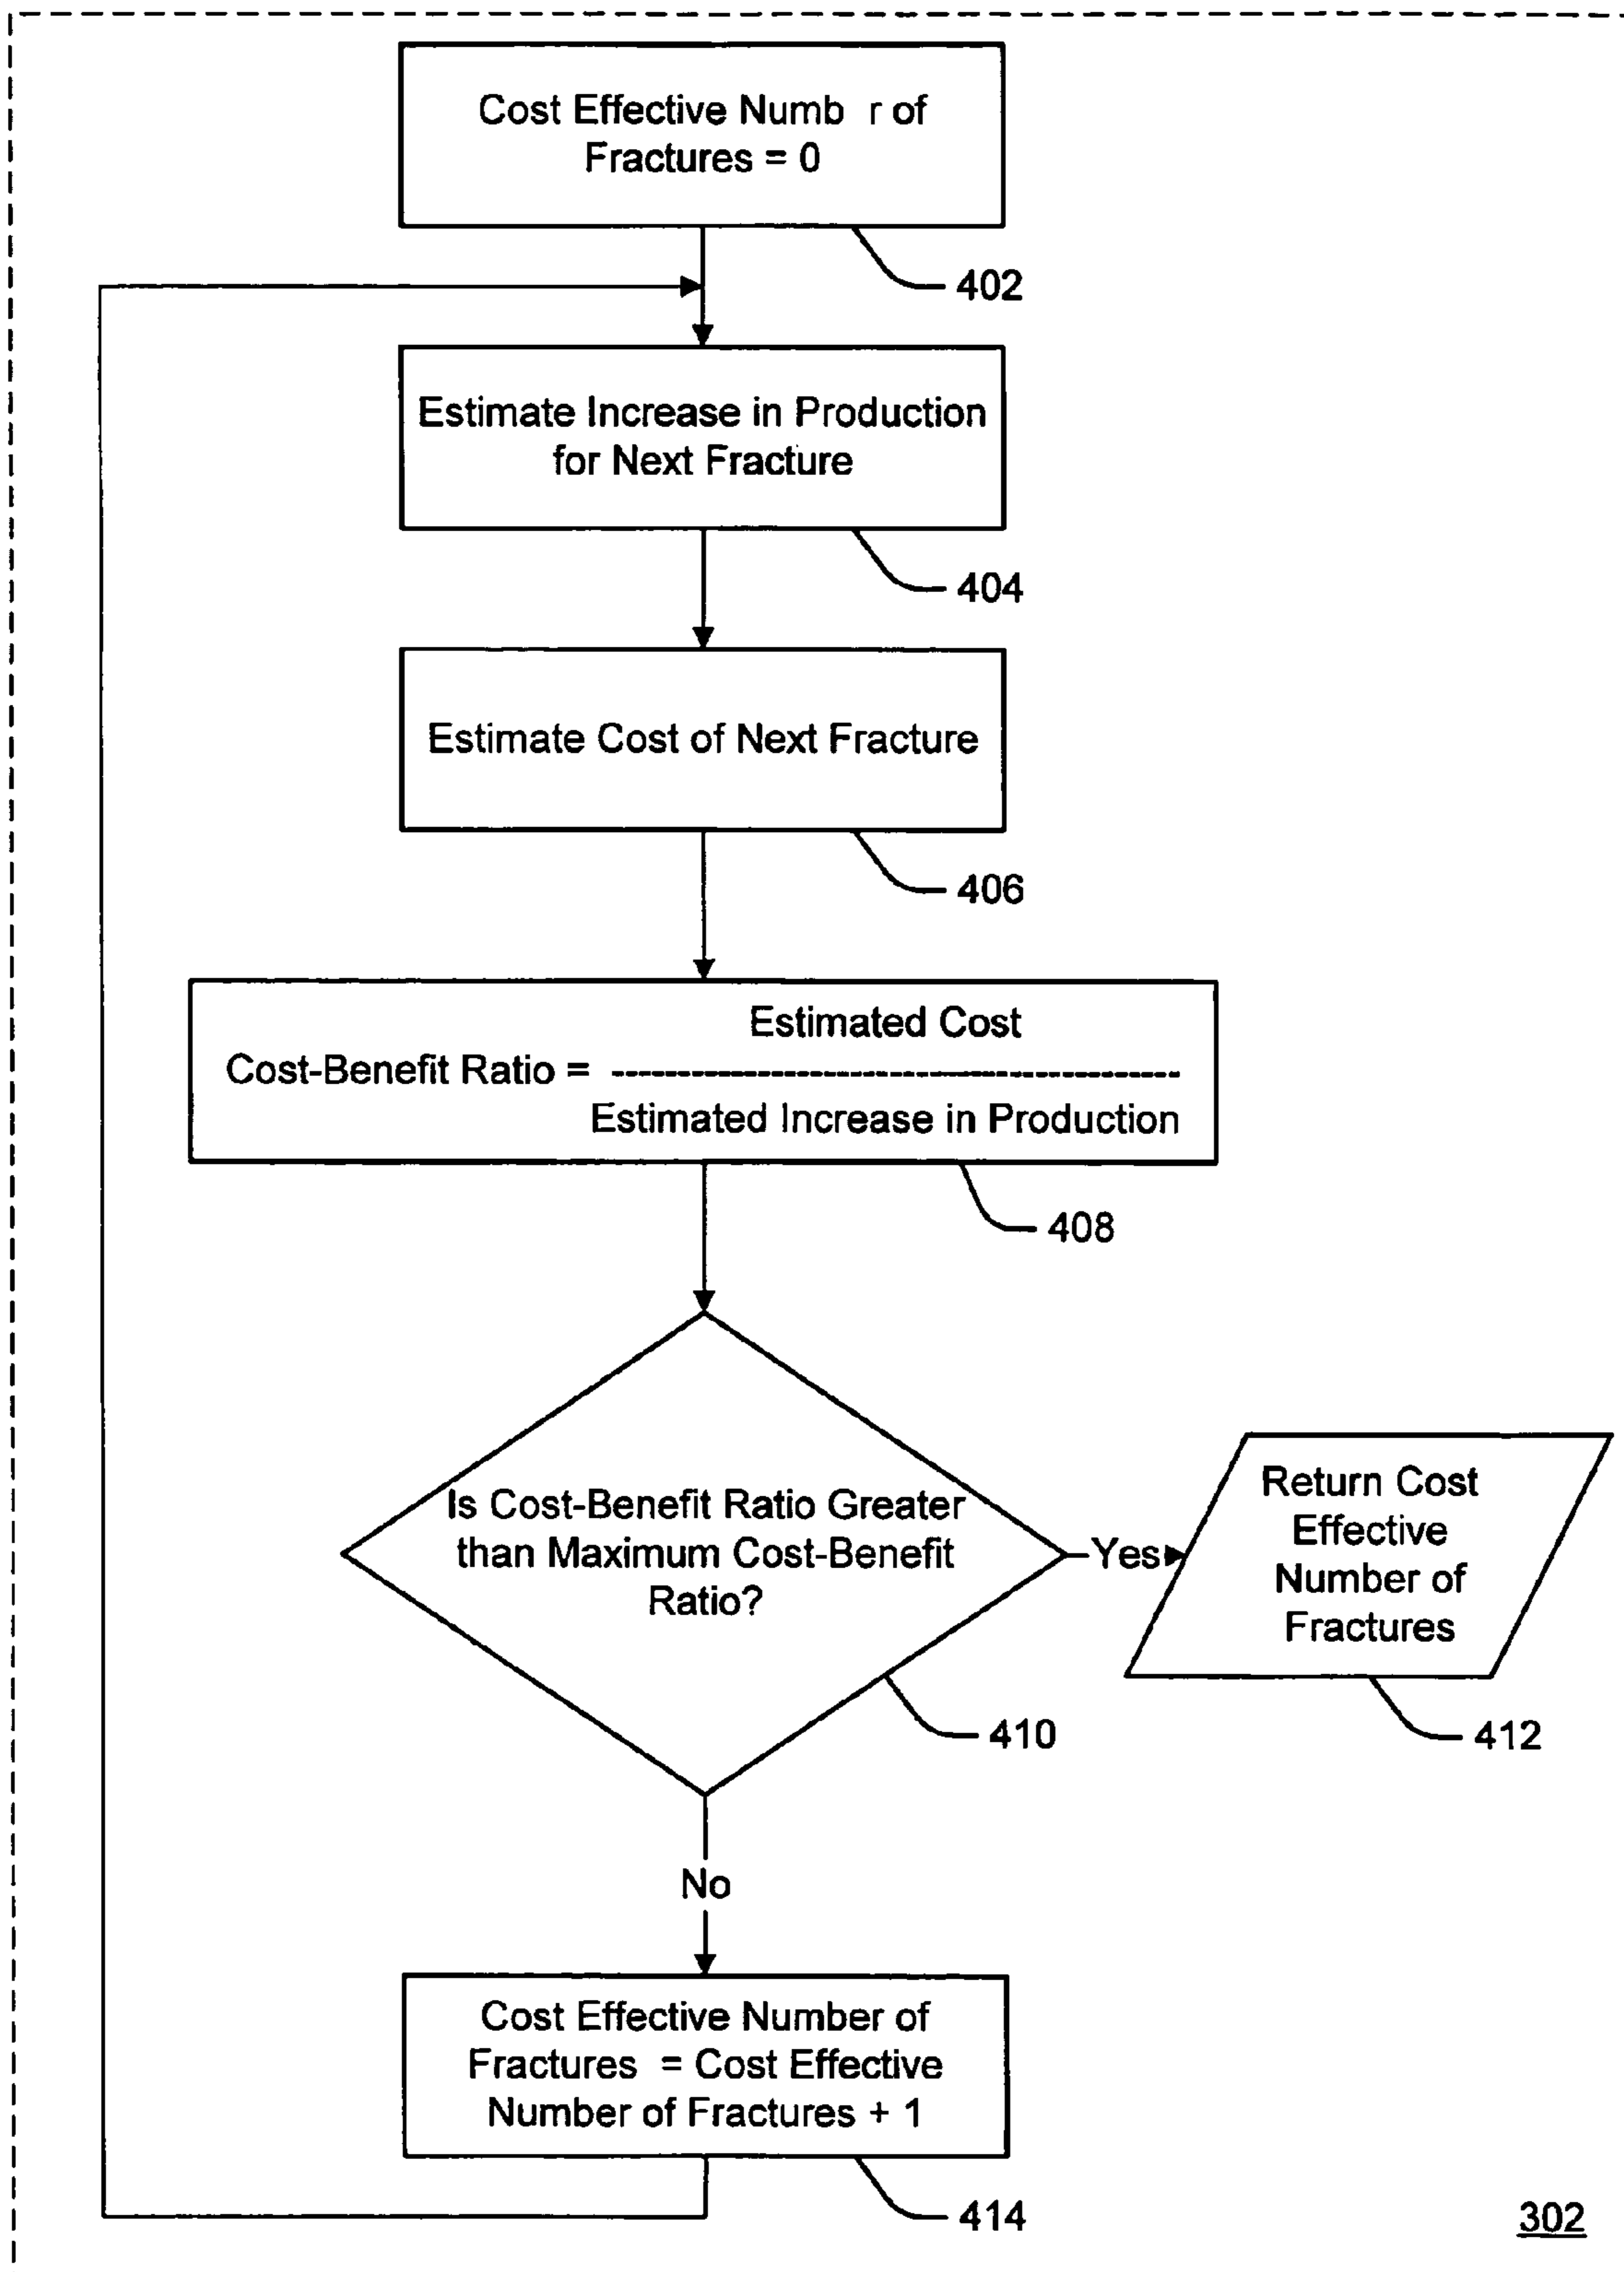 Cost Effective Numb r of
Fractures = 0
402
Estimate Increase in Production
for Next Fracture
404
Estimate Cost of Next Fracture
406
Estimated Cost
Cost-Benefit Ratio = ------------------------------------------
Estimated Increase in Production
408
Is Cost-Benefit Ratio Greater
than Maximum Cost-Benefit
Ratio?
Yes
Return Cost
Effective
Number of
Fractures
410
412
No
Cost Effective Number of
Fractures = Cost Effective
Number of Fractures + 1
414
302